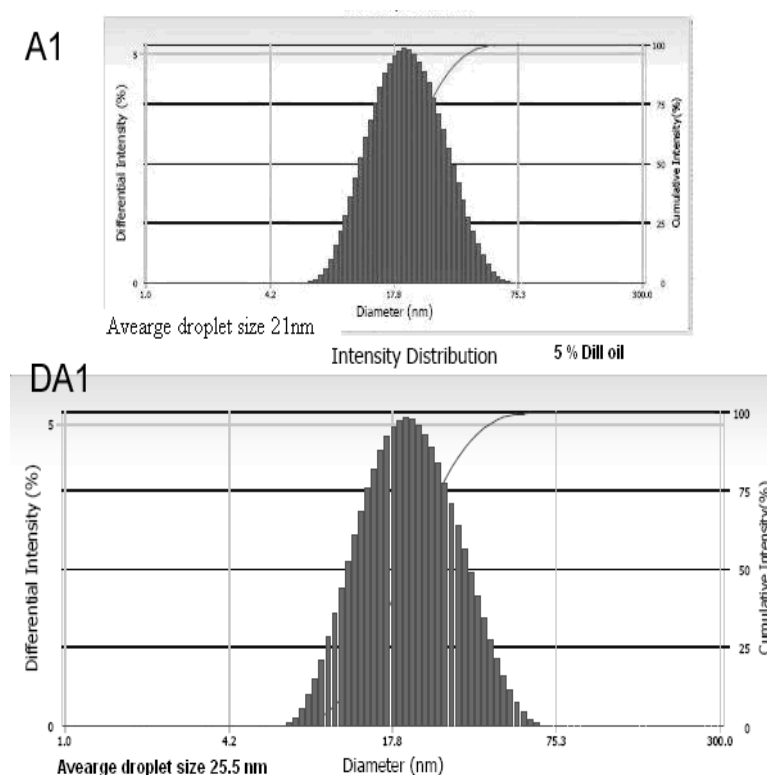 A1
Differential Intensity (%)
5
0
100
75
50
25
0
Cumulative Intensity(%)
1.0 4.2 17.8 75.3 300.0
Diameter (nm)
Avearge droplet size 21nm
Intensity Distribution 5 % Dill oil
DA1
Differential Intensity (%)
5
0
100
75
50
25
0
Cumulative Intensity(%)
1.0 4.2 17.8 75.3 300.0
Avearge droplet size 25.5 nm Diameter (nm)